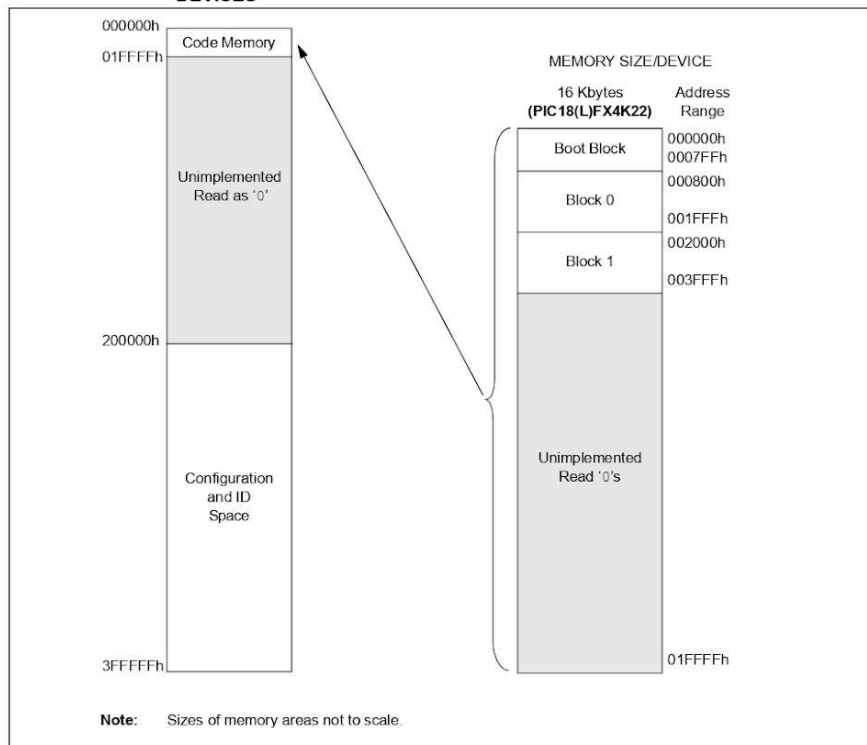 DEVICES
000000h
Code Memory
01FFFFh
Unimplemented
Read as ‘0’
200000h
Configuration
and ID
Space
3FFFFFh
MEMORY SIZE/DEVICE
16 Kbytes
(PIC18(L)FX4K22)
Address
Range
Boot Block
000000h
0007FFh
Block 0
000800h
001FFFh
Block 1
002000h
003FFFh
Unimplemented
Read ‘0’s
01FFFFh
Note: Sizes of memory areas not to scale.